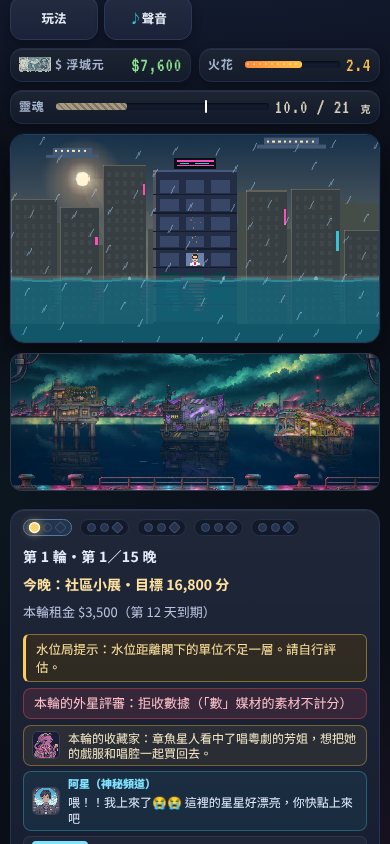 玩法
♪聲音
$ 浮城元 $7,600
火花 2.4
靈魂 10.0 / 21 克
第 1 輪・第 1／15 晚
今晚：社區小展・目標 16,800 分
本輪租金 $3,500（第 12 天到期）
水位局提示：水位距離閣下的單位不足一層。請自行評
估。
本輪的外星評審：拒收數據（「數」媒材的素材不計分）
本輪的收藏家：章魚星人看中了唱粵劇的芳姐，想把她
的戲服和唱腔一起買回去。
阿星（神秘頻道）
喂！！我上來了😭😭 這裡的星星好漂亮，你快點上來
吧